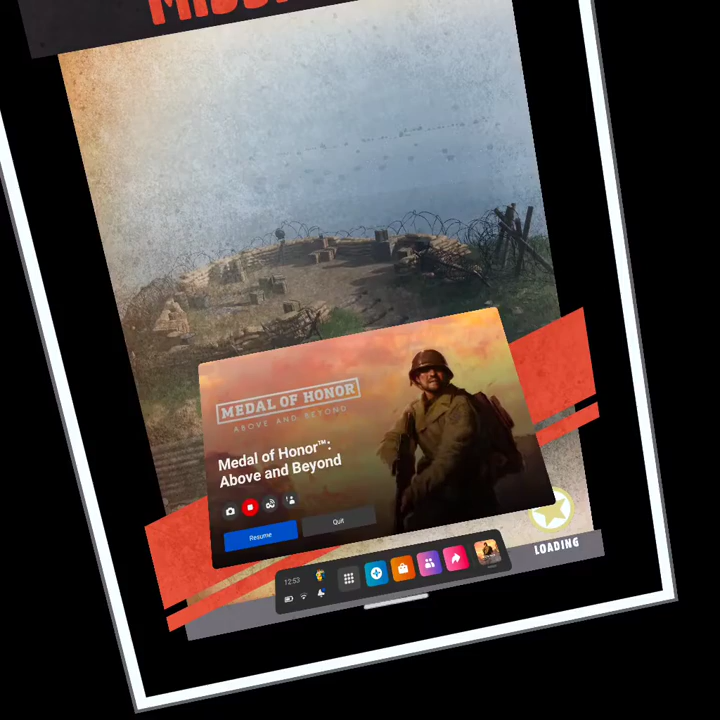 MEDAL OF HONOR
ABOVE AND BEYOND
Medal of Honor™:
Above and Beyond
Resume
Quit
12:53
LOADING